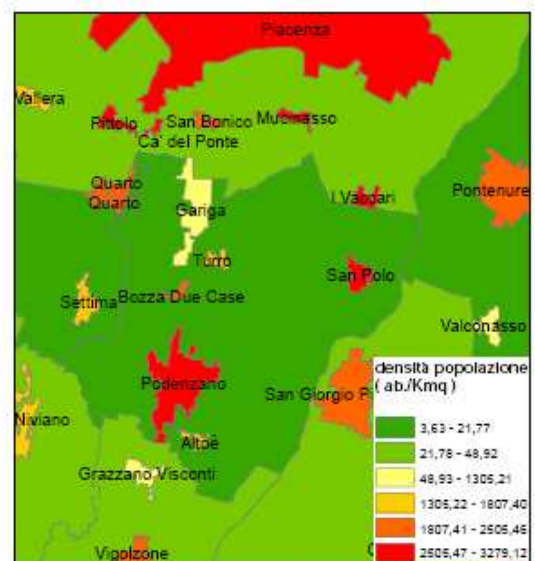 Piacenza
Vallera
Pittolo
San Bonico
Mucinasso
Ca' del Ponte
Quarto
Quarto
Gariga
I Vaccari
Pontenure
Turro
San Polo
Settima
Bozza Due Case
Valconasso
densità popolazione
( ab./Kmq )
Podenzano
San Giorgio P
Niviano
Altoè
Grazzano Visconti
Vigolzone
3,63 - 21,77
21,78 - 48,92
48,93 - 1305,21
1305,22 - 1807,40
1807,41 - 2505,46
2505,47 - 3279,12